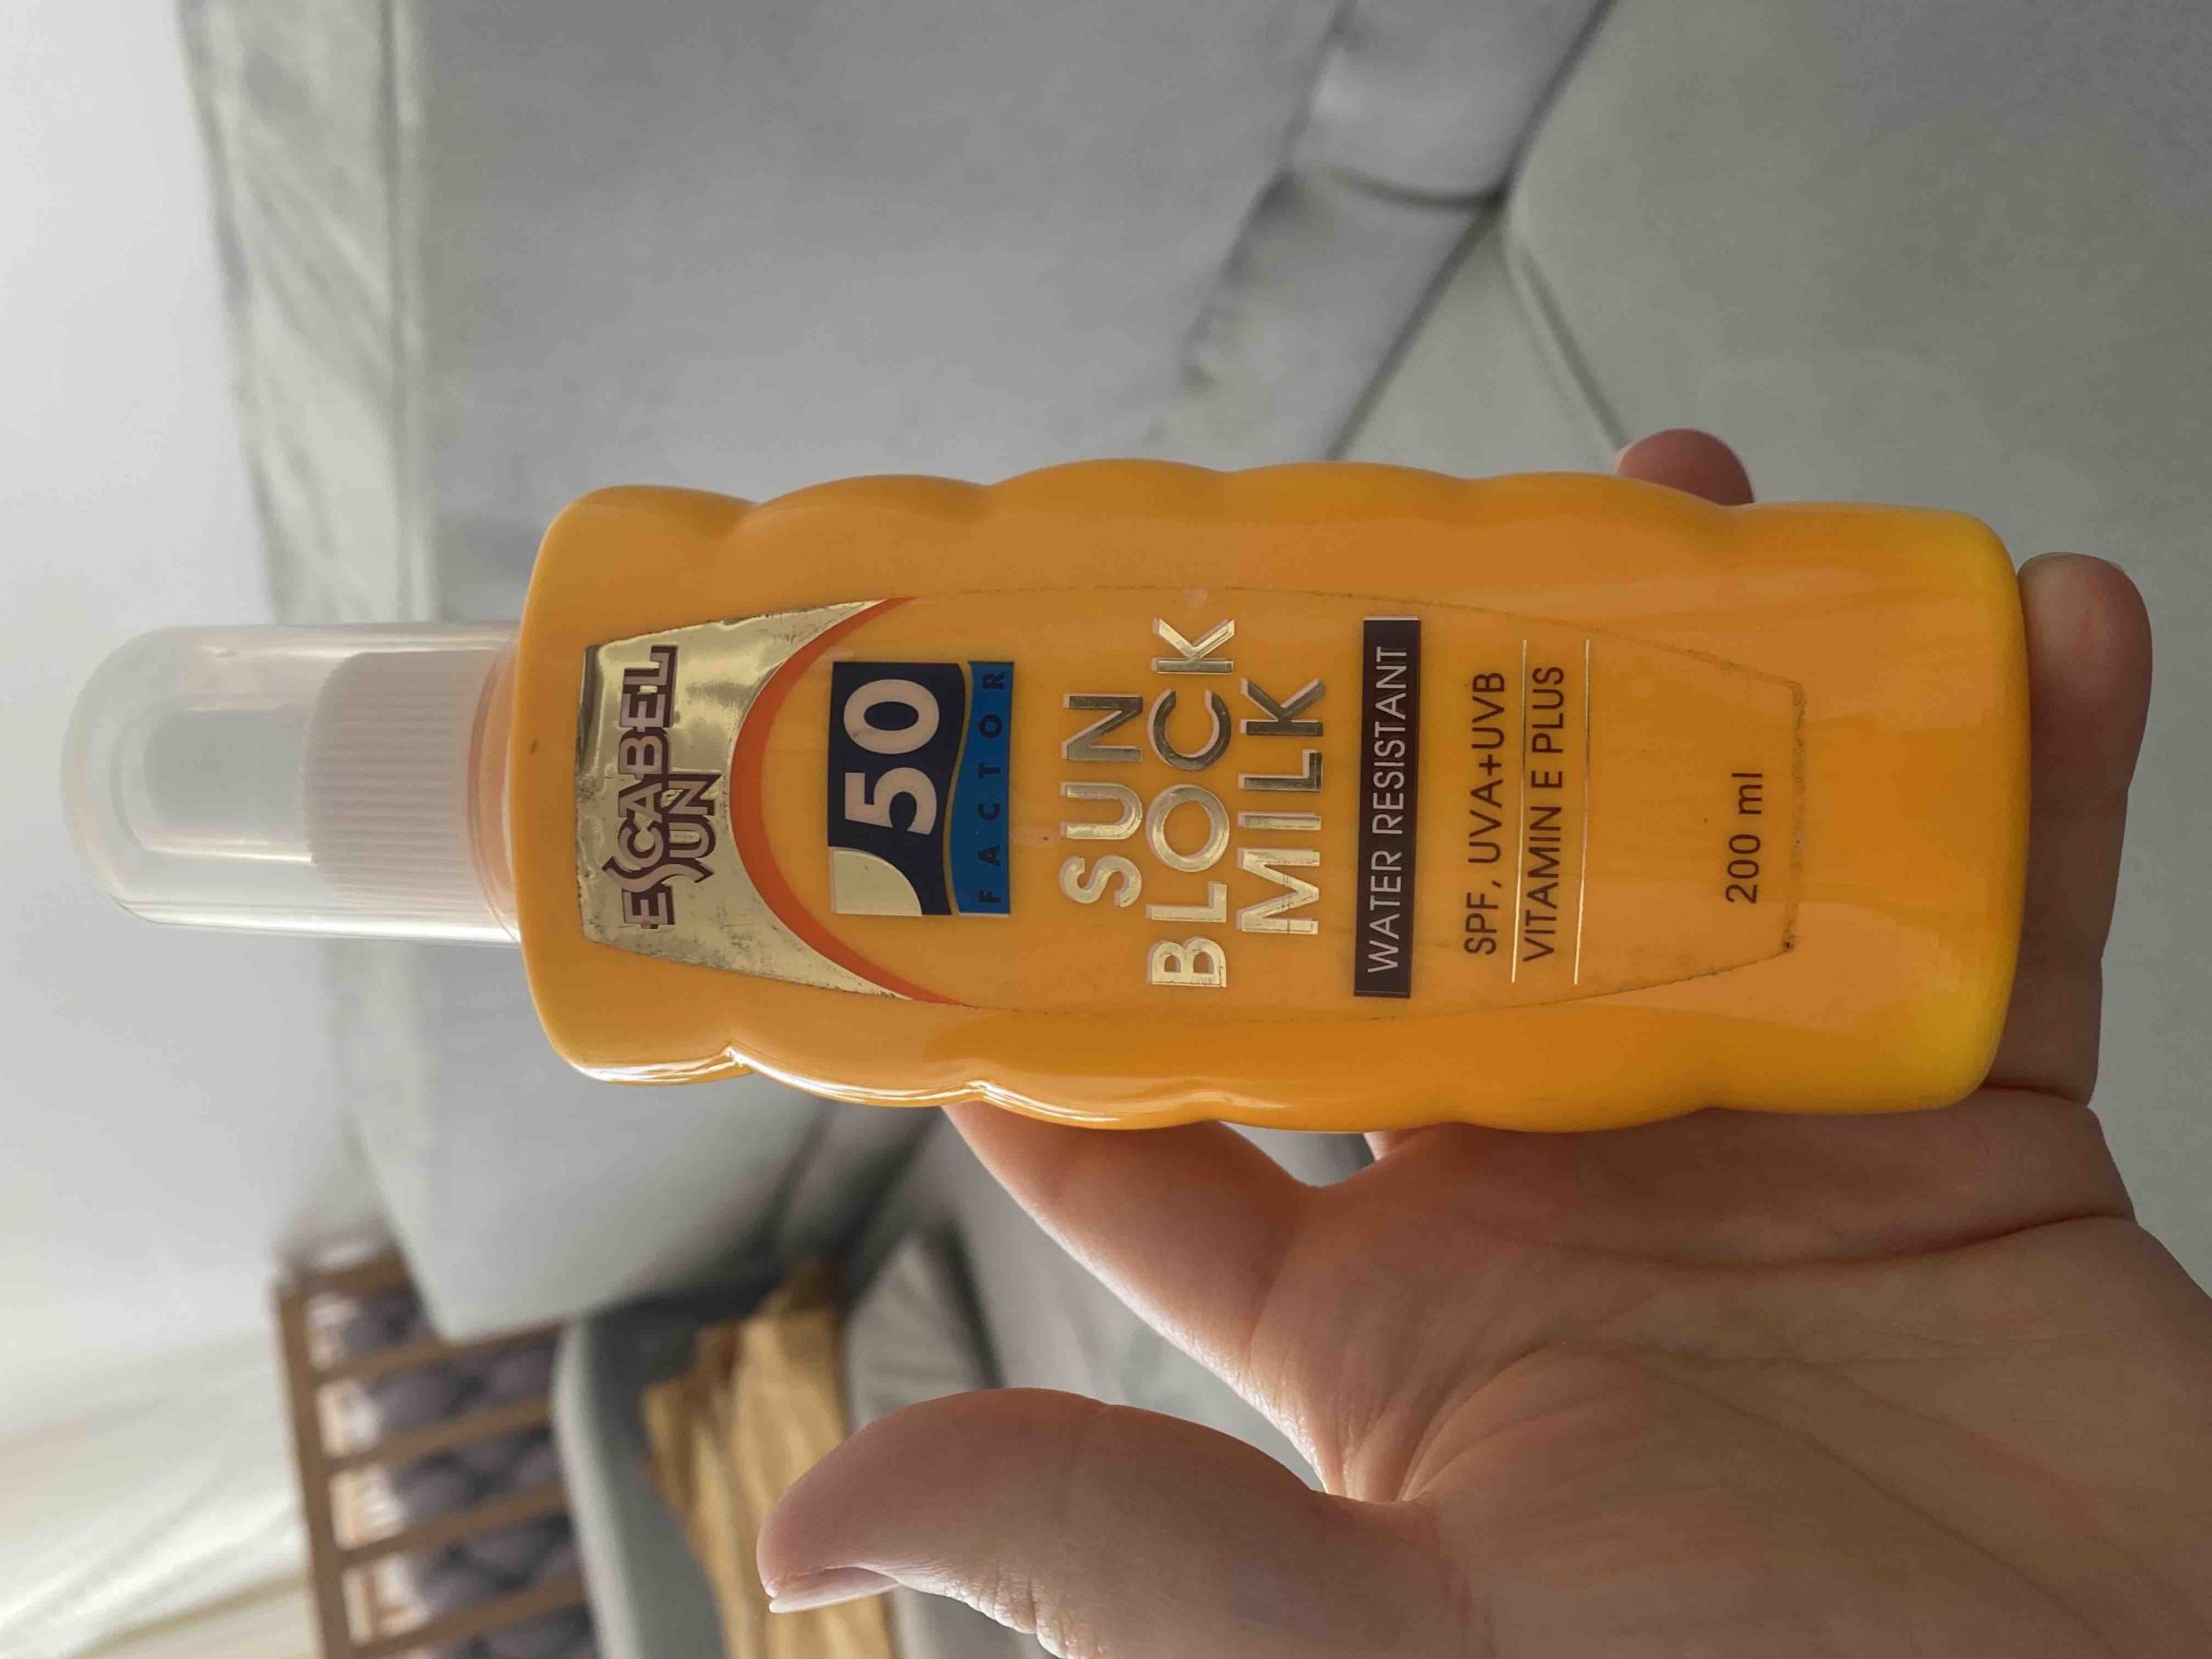 ESCABEL
SUN
50
FACTOR
SUN
BLOCK
MILK
WATER RESISTANT
SPF, UVA+UVB
VITAMIN E PLUS
200 ml